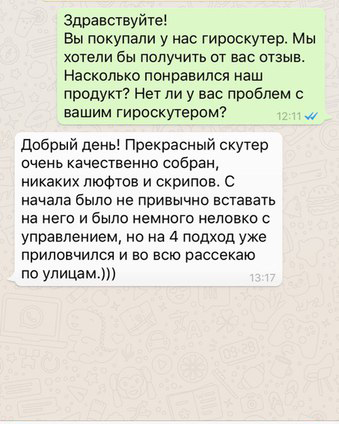 Здравствуйте!
Вы покупали у нас гироскутер. Мы
хотели бы получить от вас отзыв.
Насколько понравился наш
продукт? Нет ли у вас проблем с
вашим гироскутером?
12:11
Добрый день! Прекрасный скутер
очень качественно собран,
никаких люфтов и скрипов. С
начала было не привычно вставать
на него и было немного неловко с
управлением, но на 4 подход уже
приловчился и во всю рассекаю
по улицам.)))
13:17